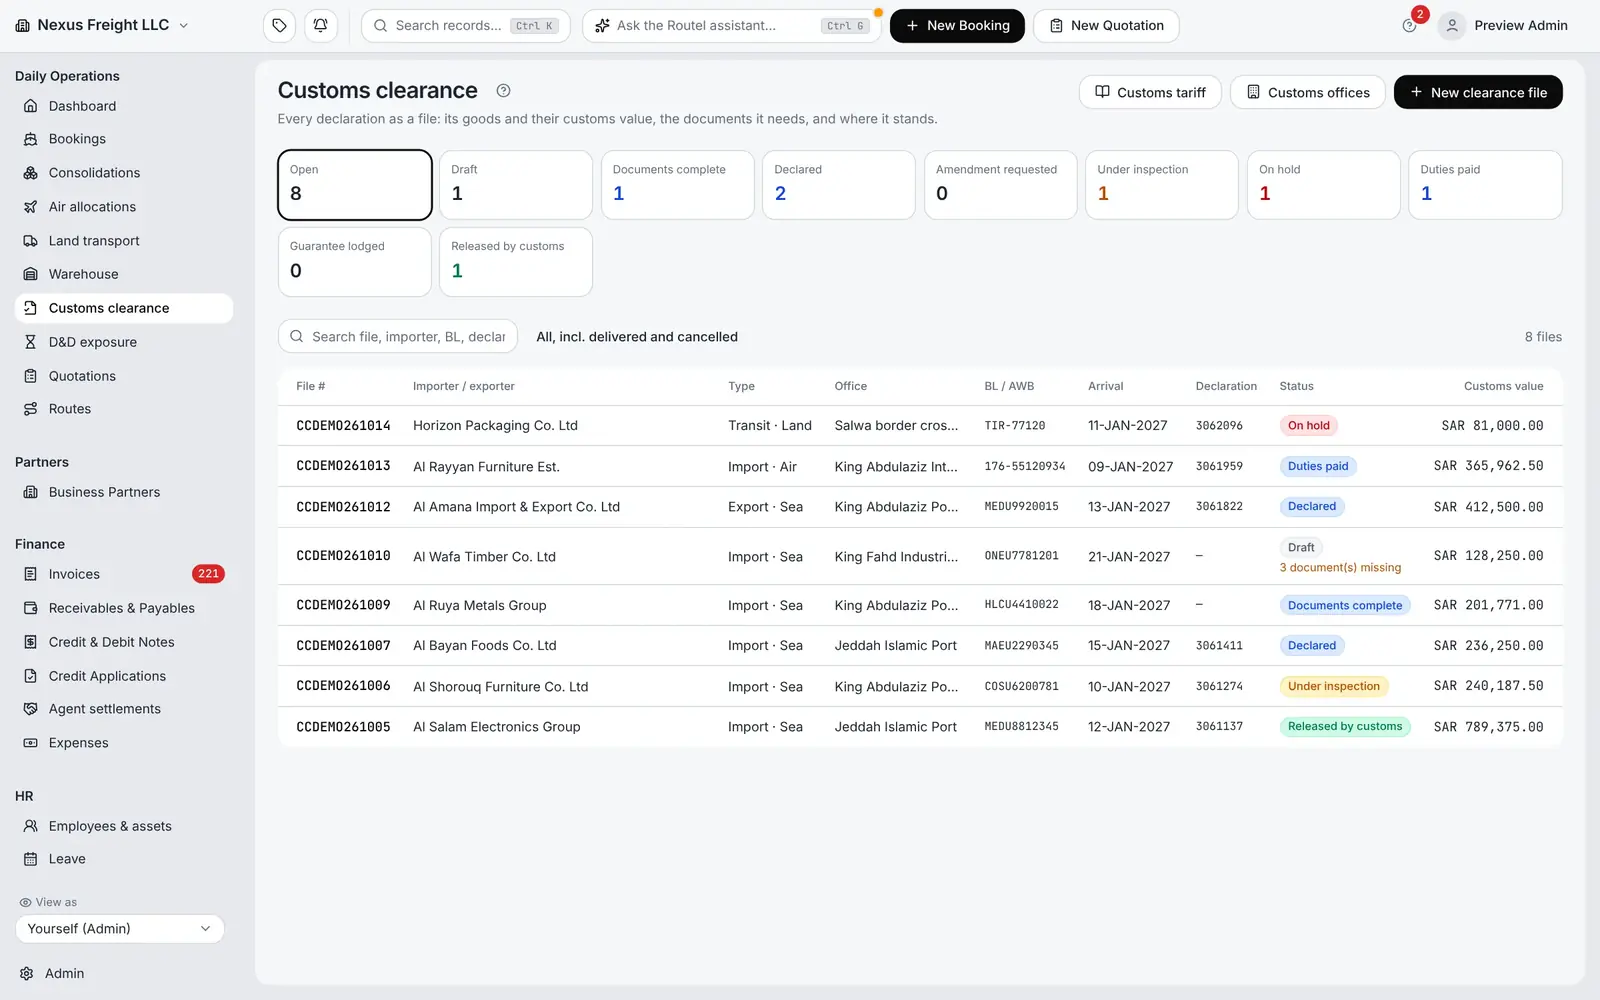 Nexus Freight LLC
Search records... Ctrl K
Ask the Routel assistant... Ctrl G
New Booking
New Quotation
2
Preview Admin
Daily Operations
Dashboard
Bookings
Consolidations
Air allocations
Land transport
Warehouse
Customs clearance
D&D exposure
Quotations
Routes
Partners
Business Partners
Finance
Invoices 221
Receivables & Payables
Credit & Debit Notes
Credit Applications
Agent settlements
Expenses
HR
Employees & assets
Leave
View as
Yourself (Admin)
Admin
Customs clearance
Every declaration as a file: its goods and their customs value, the documents it needs, and where it stands.
Customs tariff
Customs offices
New clearance file
Open
8
Draft
1
Documents complete
1
Declared
2
Amendment requested
0
Under inspection
1
On hold
1
Duties paid
1
Guarantee lodged
0
Released by customs
1
Search file, importer, BL, declar
All, incl. delivered and cancelled
8 files
File # Importer / exporter Type Office BL / AWB Arrival Declaration Status Customs value
CCDEMO261014 Horizon Packaging Co. Ltd Transit · Land Salwa border cros... TIR-77120 11-JAN-2027 3062096 On hold SAR 81,000.00
CCDEMO261013 Al Rayyan Furniture Est. Import · Air King Abdulaziz Int... 176-55120934 09-JAN-2027 3061959 Duties paid SAR 365,962.50
CCDEMO261012 Al Amana Import & Export Co. Ltd Export · Sea King Abdulaziz Po... MEDU9920015 13-JAN-2027 3061822 Declared SAR 412,500.00
CCDEMO261010 Al Wafa Timber Co. Ltd Import · Sea King Fahd Industri... ONEU7781201 21-JAN-2027 – Draft SAR 128,250.00
3 document(s) missing
CCDEMO261009 Al Ruya Metals Group Import · Sea King Abdulaziz Po... HLCU4410022 18-JAN-2027 – Documents complete SAR 201,771.00
CCDEMO261007 Al Bayan Foods Co. Ltd Import · Sea Jeddah Islamic Port MAEU2290345 15-JAN-2027 3061411 Declared SAR 236,250.00
CCDEMO261006 Al Shorouq Furniture Co. Ltd Import · Sea King Abdulaziz Po... COSU6200781 10-JAN-2027 3061274 Under inspection SAR 240,187.50
CCDEMO261005 Al Salam Electronics Group Import · Sea Jeddah Islamic Port MEDU8812345 12-JAN-2027 3061137 Released by customs SAR 789,375.00